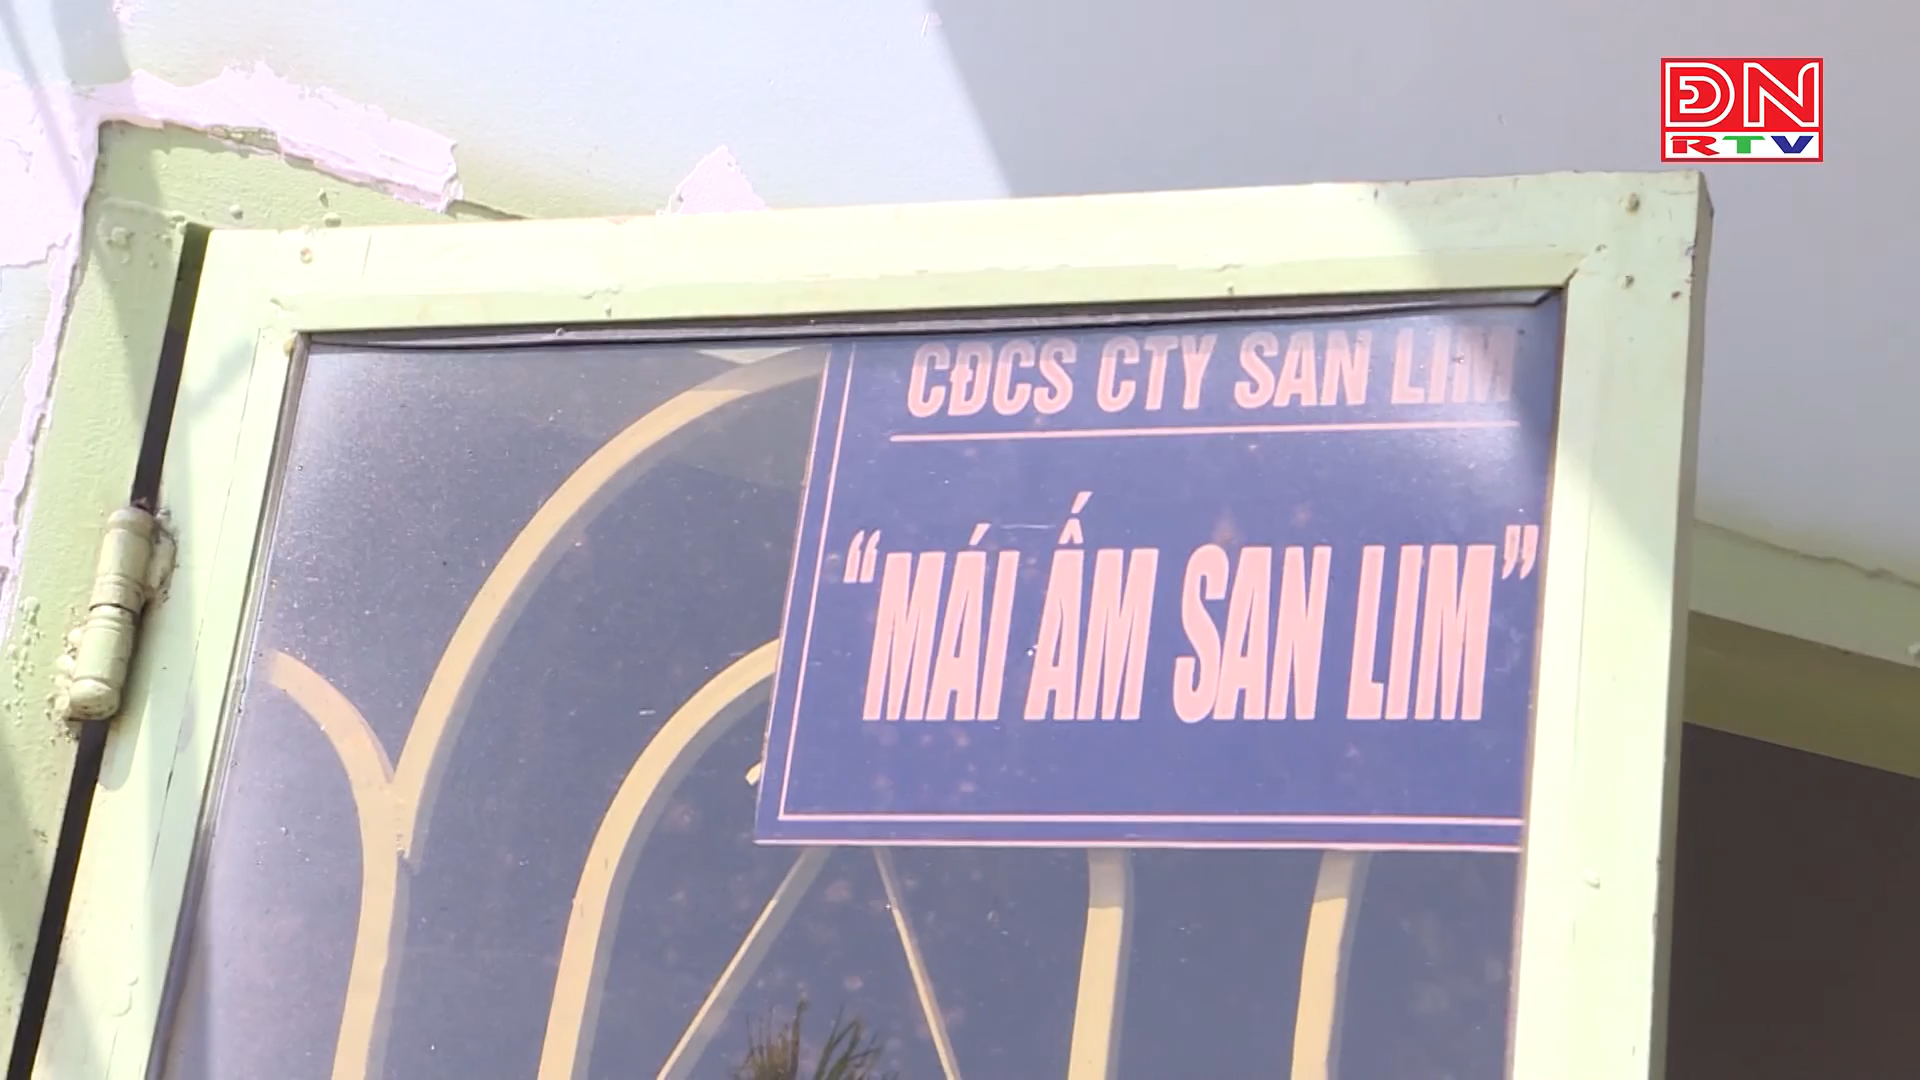 ĐN
RTV
CĐCS CTY SAN LIM
“MÁI ẤM SAN LIM”